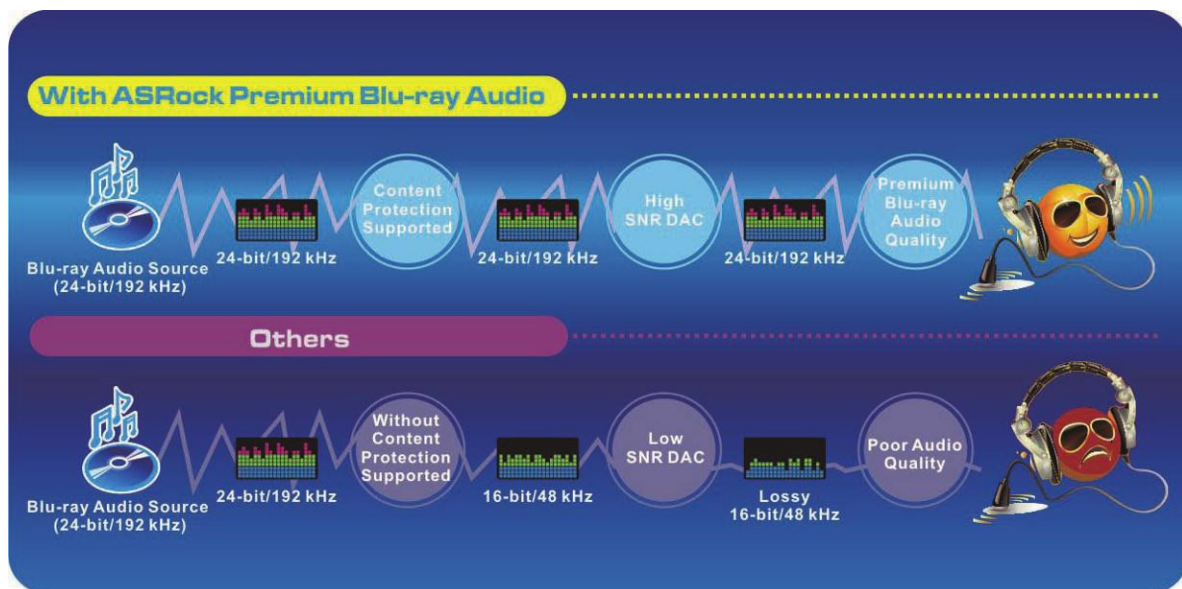 With ASRock Premium Blu-ray Audio
Content
Protection
Supported
High
SNR DAC
Premium
Blu-ray
Audio
Quality
24-bit/192 kHz
24-bit/192 kHz
24-bit/192 kHz
Blu-ray Audio Source
(24-bit/192 kHz)
Others
Without
Content
Protection
Supported
Low
SNR DAC
Poor Audio
Quality
24-bit/192 kHz
16-bit/48 kHz
Lossy
16-bit/48 kHz
Blu-ray Audio Source
(24-bit/192 kHz)